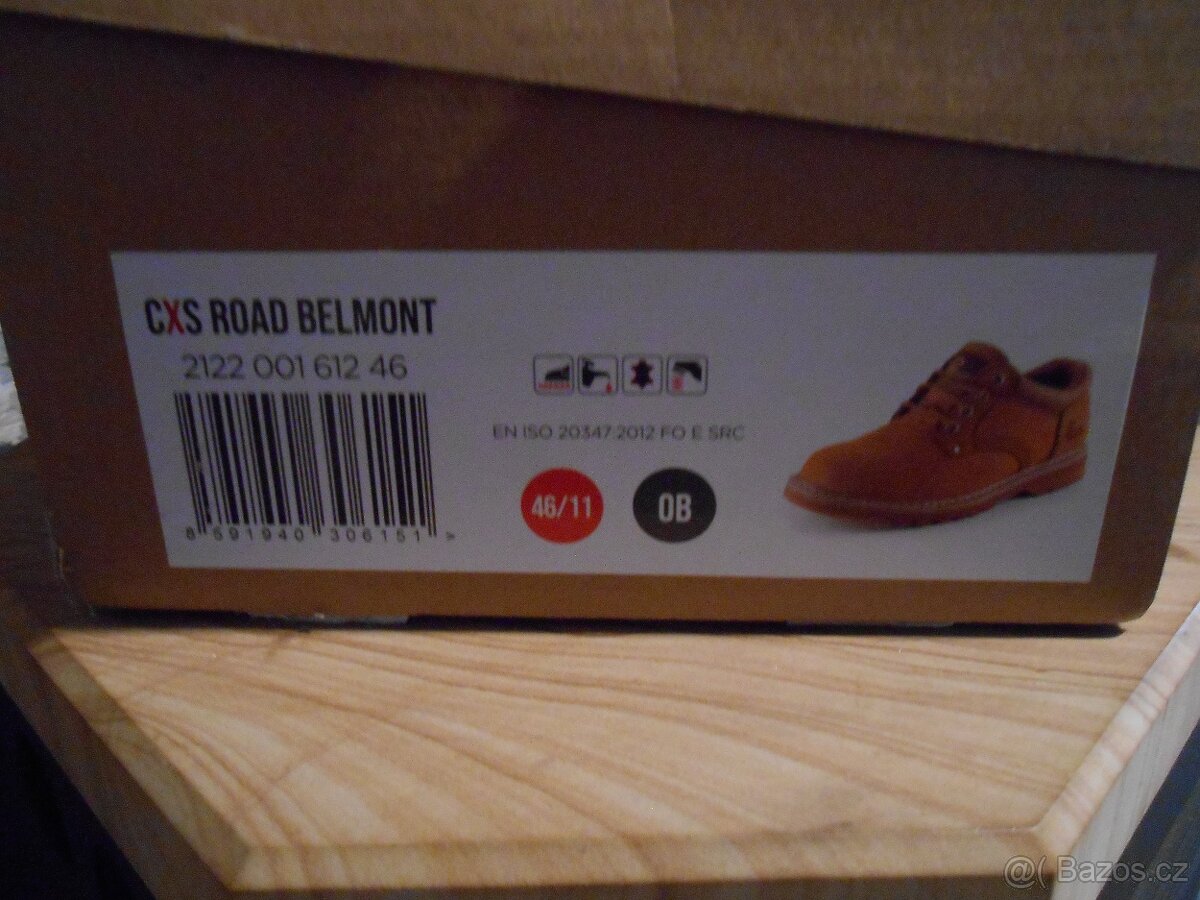 CXS ROAD BELMONT
2122 001 612 46
8 591940 306151 >
EN ISO 20347:2012 FO E SRC
46/11
OB
@( Bazos.cz